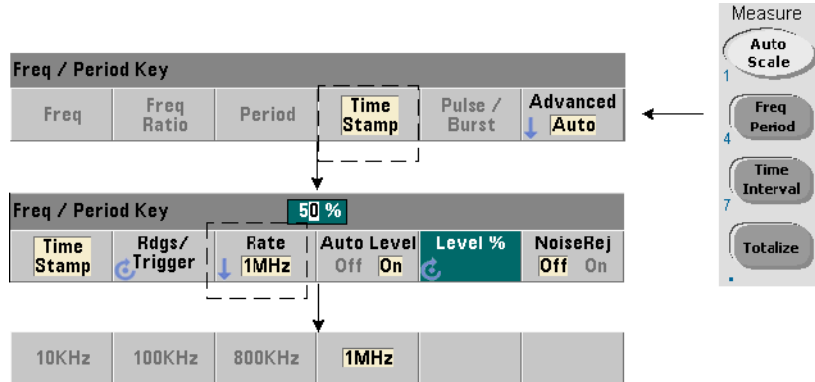 Measure
Auto
Scale
1
Freq
Period
4
Time
Interval
7
Totalize
.
Freq / Period Key
Freq
Freq
Ratio
Period
Time
Stamp
Pulse /
Burst
Advanced
Auto
Freq / Period Key
50 %
Time
Stamp
Rdgs/
Trigger
Rate
1MHz
Auto Level
Off On
Level %
NoiseRej
Off On
10KHz
100KHz
800KHz
1MHz